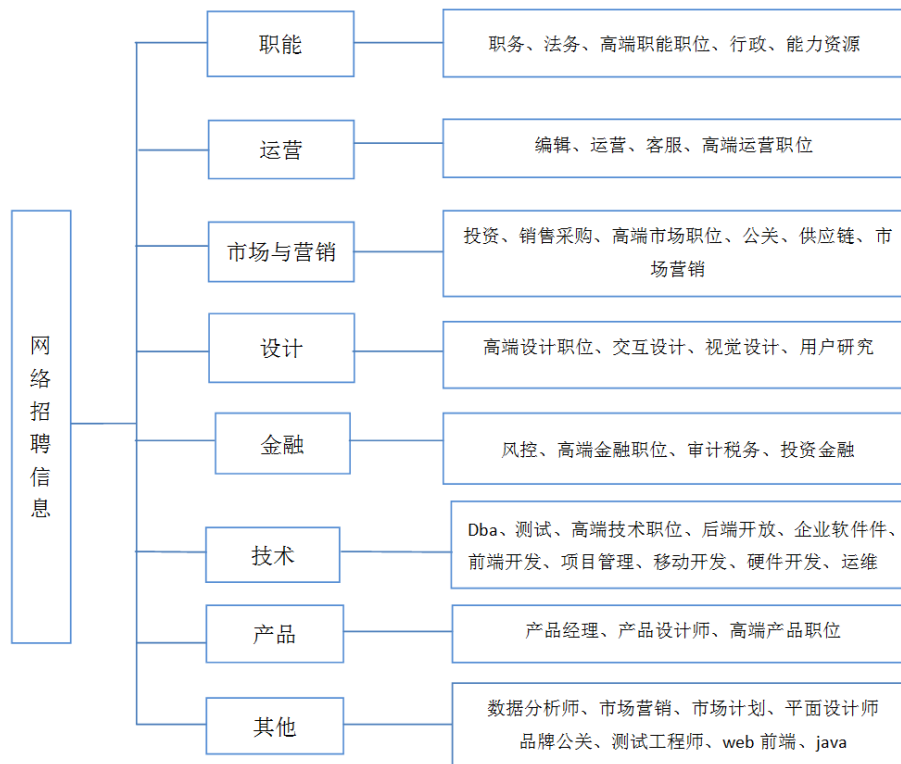 网络招聘信息
职能
职务、法务、高端职能职位、行政、能力资源
运营
编辑、运营、客服、高端运营职位
市场与营销
投资、销售采购、高端市场职位、公关、供应链、市
场营销
设计
高端设计职位、交互设计、视觉设计、用户研究
金融
风控、高端金融职位、审计税务、投资金融
技术
Dba、测试、高端技术职位、后端开放、企业软件件、
前端开发、项目管理、移动开发、硬件开发、运维
产品
产品经理、产品设计师、高端产品职位
其他
数据分析师、市场营销、市场计划、平面设计师
品牌公关、测试工程师、web 前端、java